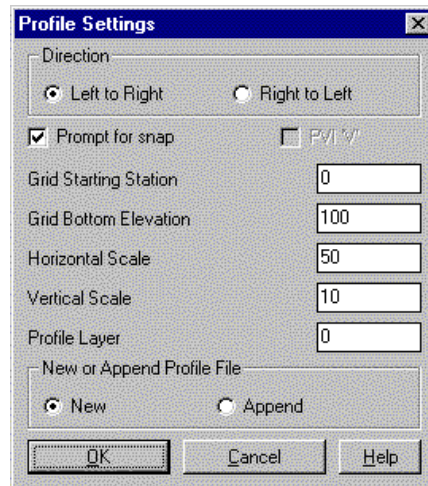 Profile Settings
Direction
Left to Right Right to Left
Prompt for snap PVI 'V'
Grid Starting Station 0
Grid Bottom Elevation 100
Horizontal Scale 50
Vertical Scale 10
Profile Layer 0
New or Append Profile File
New Append
OK Cancel Help